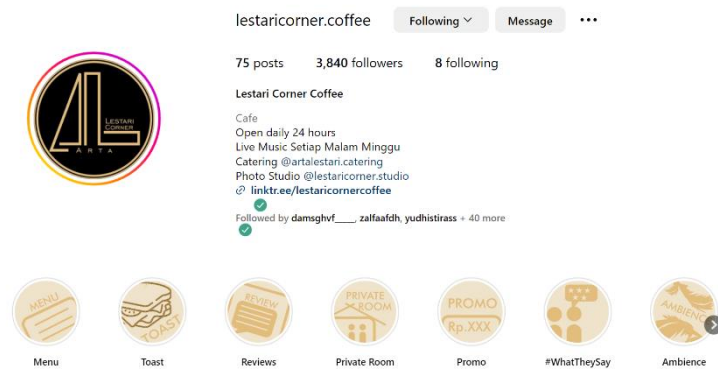 lestaricorner.coffee Following Message
75 posts 3,840 followers 8 following
Lestari Corner Coffee
Cafe
Open daily 24 hours
Live Music Setiap Malam Minggu
Catering @artalestari.catering
Photo Studio @lestaricorner.studio
linktr.ee/lestaricornercoffee
Followed by damsghvf____, zalfaafdh, yudhistirass + 40 more
LESTARI
CORNER
ARTA
MENU
TOAST
REVIEW
PRIVATE
ROOM
PROMO
Rp.XXX
AMBIENC
Menu Toast Reviews Private Room Promo #WhatTheySay Ambience